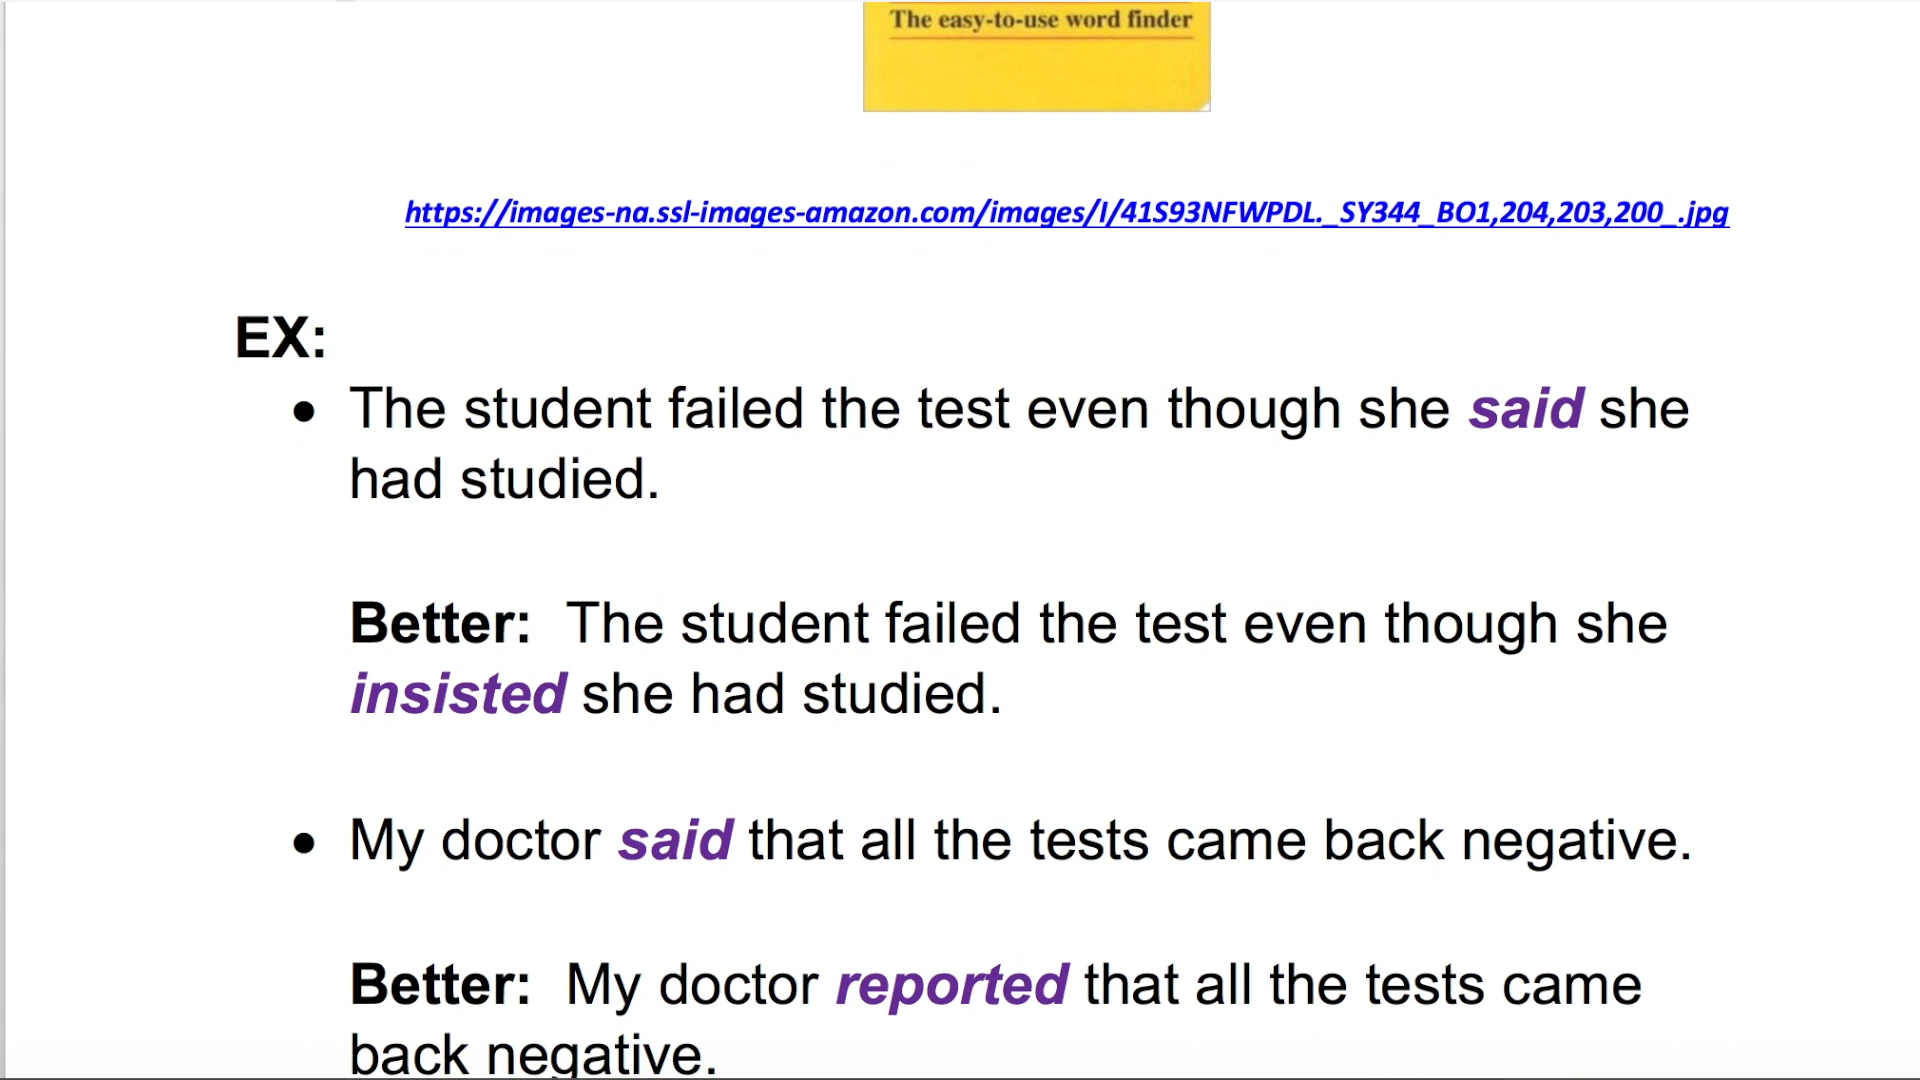 The easy-to-use word finder
https://images-na.ssl-images-amazon.com/images/I/41S93NFWPDL._SY344_BO1,204,203,200_.jpg
EX:
• The student failed the test even though she said she
had studied.
Better: The student failed the test even though she
insisted she had studied.
• My doctor said that all the tests came back negative.
Better: My doctor reported that all the tests came
back negative.